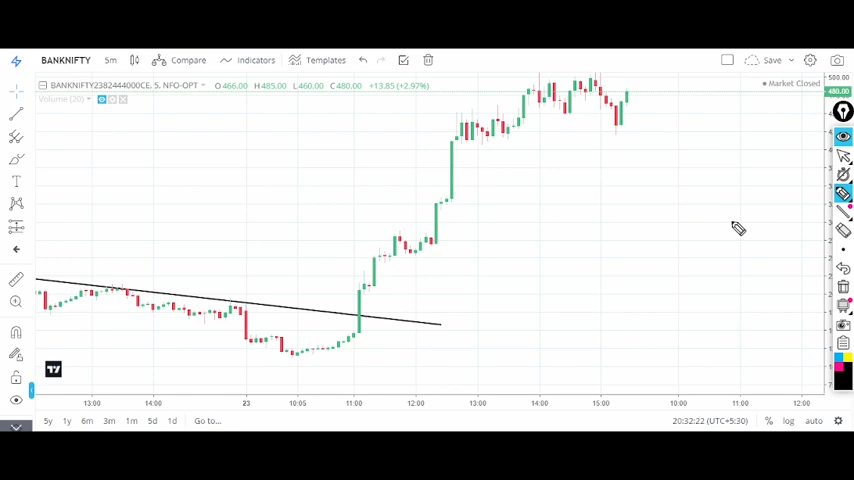 BANKNIFTY 5m Compare Indicators Templates Save
BANKNIFTY2382444000CE, 5, NFO-OPT O 466.00 H 485.00 L 460.00 C 480.00 +13.85 (+2.97%)
Market Closed
Volume (20)
500.00
480.00
13:00 14:00 23 10:05 11:00 12:00 13:00 14:00 15:00 10:00 11:00 12:00
5y 1y 6m 3m 1m 5d 1d Go to... 20:32:22 (UTC+5:30) % log auto